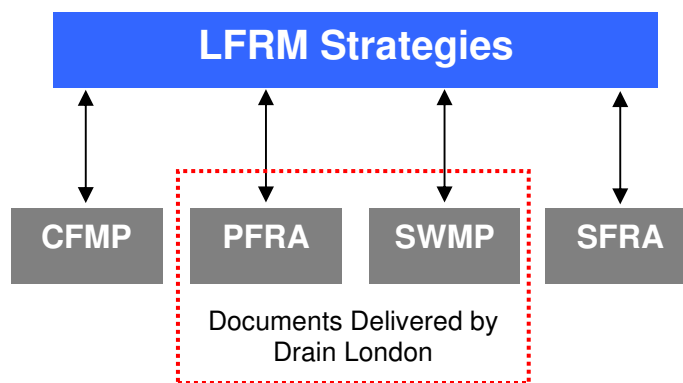 LFRM Strategies
CFMP
PFRA
SWMP
SFRA
Documents Delivered by
Drain London